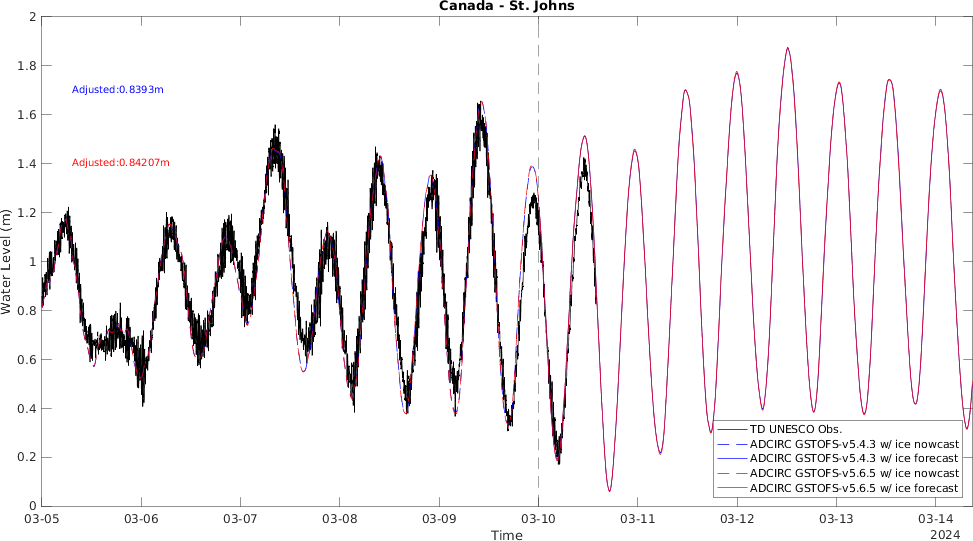 Canada - St. Johns
2
1.8
1.6
1.4
1.2
1
0.8
0.6
0.4
0.2
0
Water Level (m)
Adjusted:0.8393m
Adjusted:0.84207m
TD UNESCO Obs.
ADCIRC GSTOFS-v5.4.3 w/ ice nowcast
ADCIRC GSTOFS-v5.4.3 w/ ice forecast
ADCIRC GSTOFS-v5.6.5 w/ ice nowcast
ADCIRC GSTOFS-v5.6.5 w/ ice forecast
03-05 03-06 03-07 03-08 03-09 03-10 03-11 03-12 03-13 03-14
Time
2024